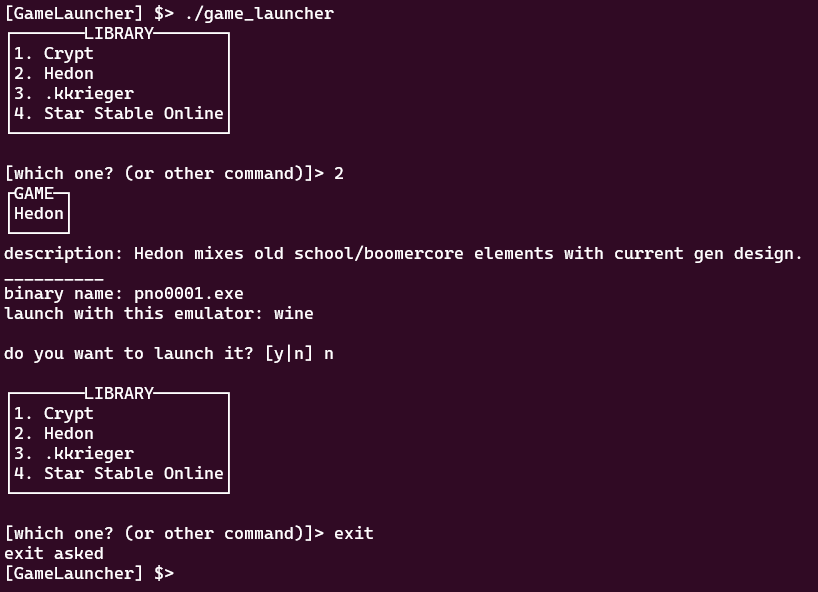 [GameLauncher] $> ./game_launcher
LIBRARY
1. Crypt
2. Hedon
3. .kkrieger
4. Star Stable Online
[which one? (or other command)]> 2
GAME
Hedon
description: Hedon mixes old school/boomercore elements with current gen design.
__________
binary name: pno0001.exe
launch with this emulator: wine
do you want to launch it? [y|n] n
LIBRARY
1. Crypt
2. Hedon
3. .kkrieger
4. Star Stable Online
[which one? (or other command)]> exit
exit asked
[GameLauncher] $>